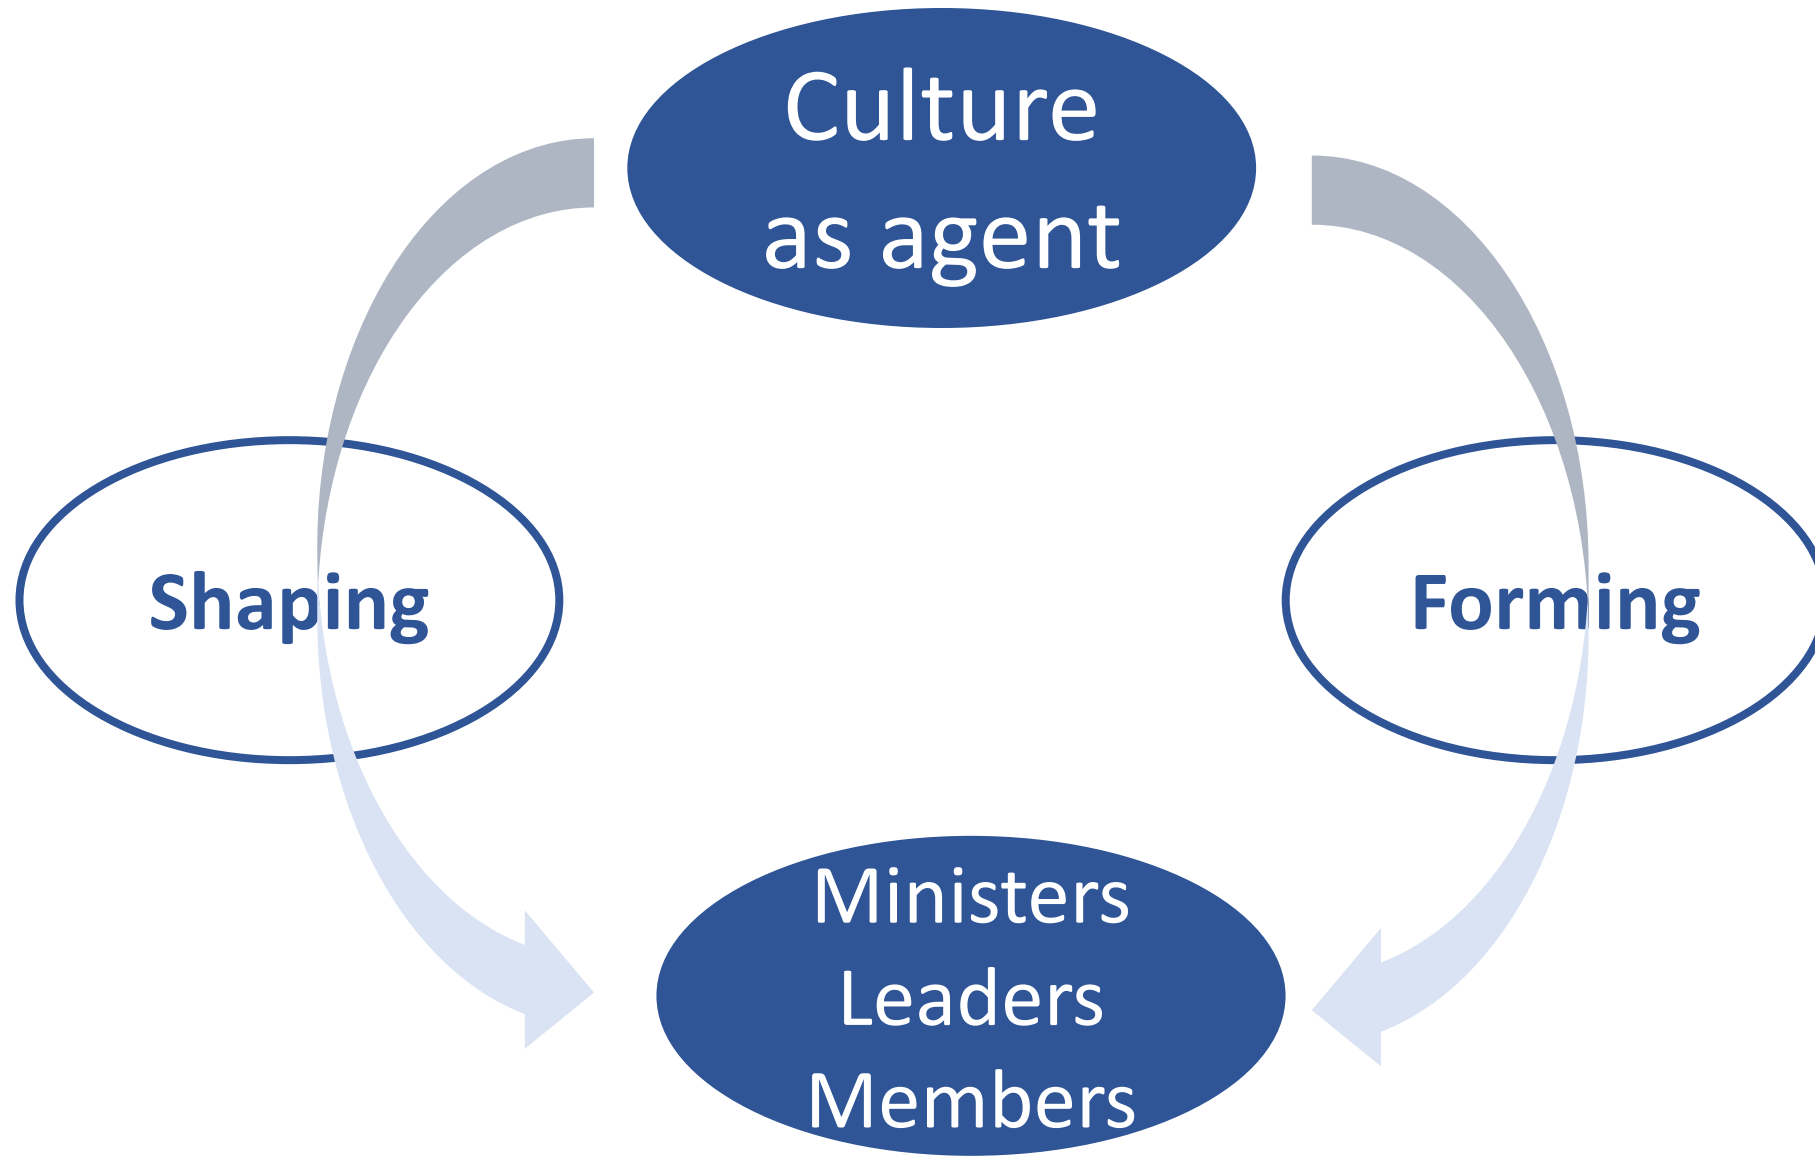 Culture
as agent
Shaping
Forming
Ministers
Leaders
Members